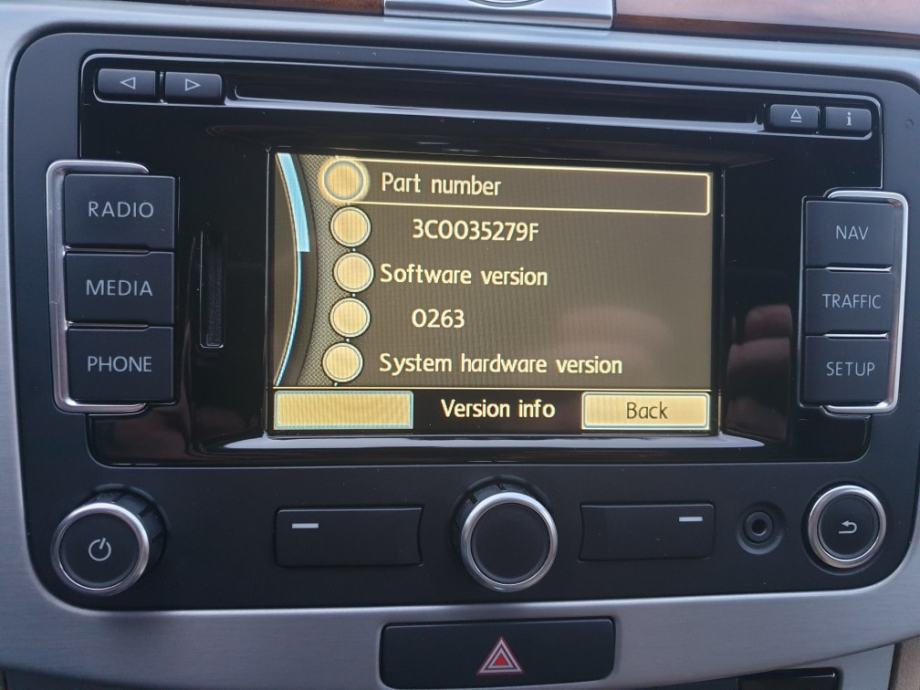 i
RADIO
MEDIA
PHONE
Part number
3C0035279F
Software version
0263
System hardware version
Version info
Back
NAV
TRAFFIC
SETUP